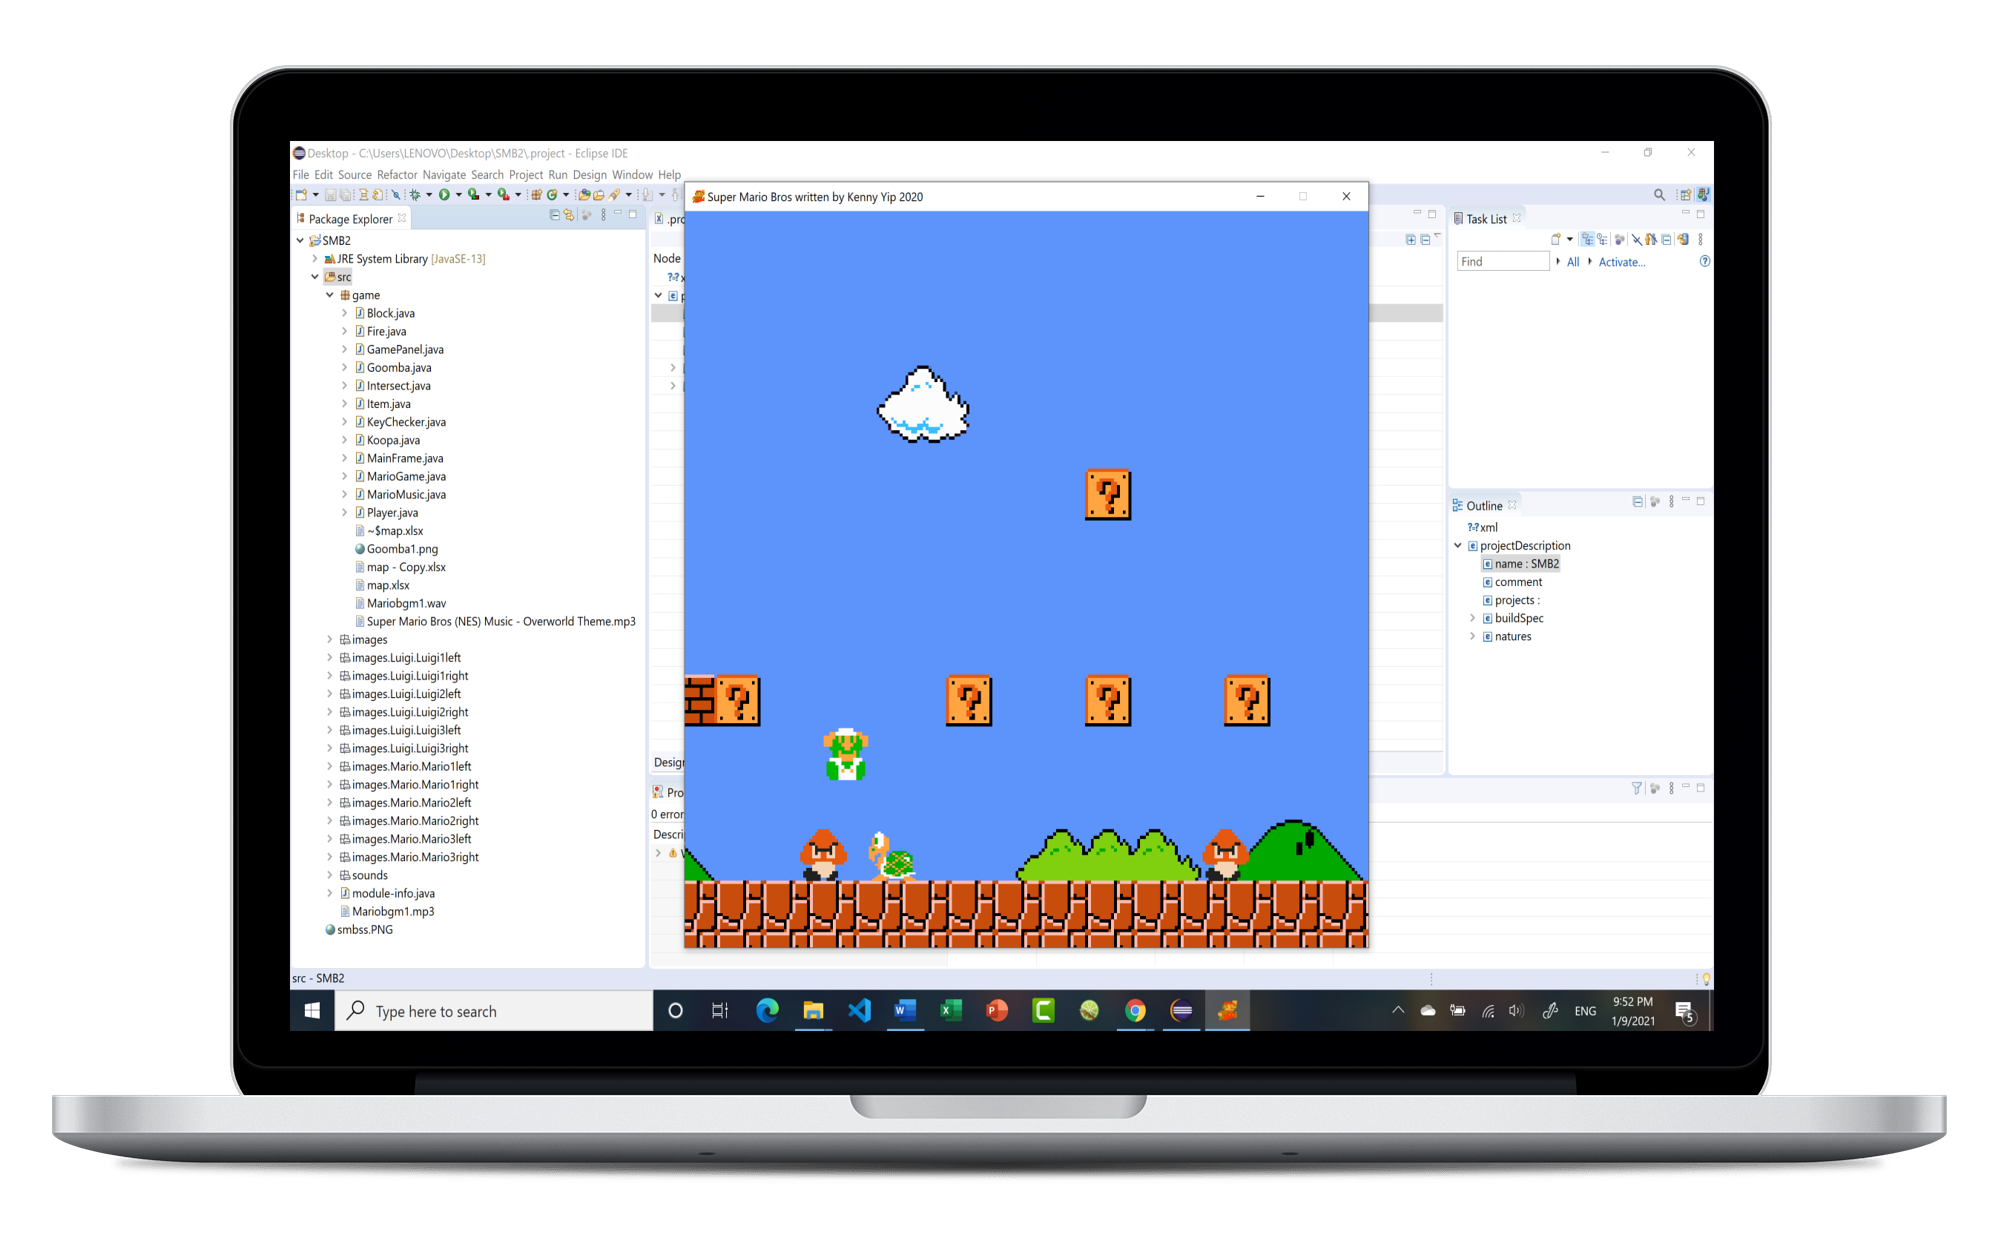 Desktop - C:\Users\LENOVO\Desktop\SMB2\.project - Eclipse IDE
File Edit Source Refactor Navigate Search Project Run Design Window Help
Package Explorer
SMB2
JRE System Library [JavaSE-13]
src
game
Block.java
Fire.java
GamePanel.java
Goomba.java
Intersect.java
Item.java
KeyChecker.java
Koopa.java
MainFrame.java
MarioGame.java
MarioMusic.java
Player.java
~$map.xlsx
Goomba1.png
map - Copy.xlsx
map.xlsx
Mariobgm1.wav
Super Mario Bros (NES) Music - Overworld Theme.mp3
images
images.Luigi.Luigi1left
images.Luigi.Luigi1right
images.Luigi.Luigi2left
images.Luigi.Luigi2right
images.Luigi.Luigi3left
images.Luigi.Luigi3right
images.Mario.Mario1left
images.Mario.Mario1right
images.Mario.Mario2left
images.Mario.Mario2right
images.Mario.Mario3left
images.Mario.Mario3right
sounds
module-info.java
Mariobgm1.mp3
smbss.PNG
src - SMB2
.pro
Node
?=? x
Design
Pro
0 error
Descri
Super Mario Bros written by Kenny Yip 2020
?
? ? ? ?
Task List
Find
All
Activate...
Outline
?=? xml
projectDescription
name : SMB2
comment
projects :
buildSpec
natures
Type here to search
ENG
9:52 PM
1/9/2021
5